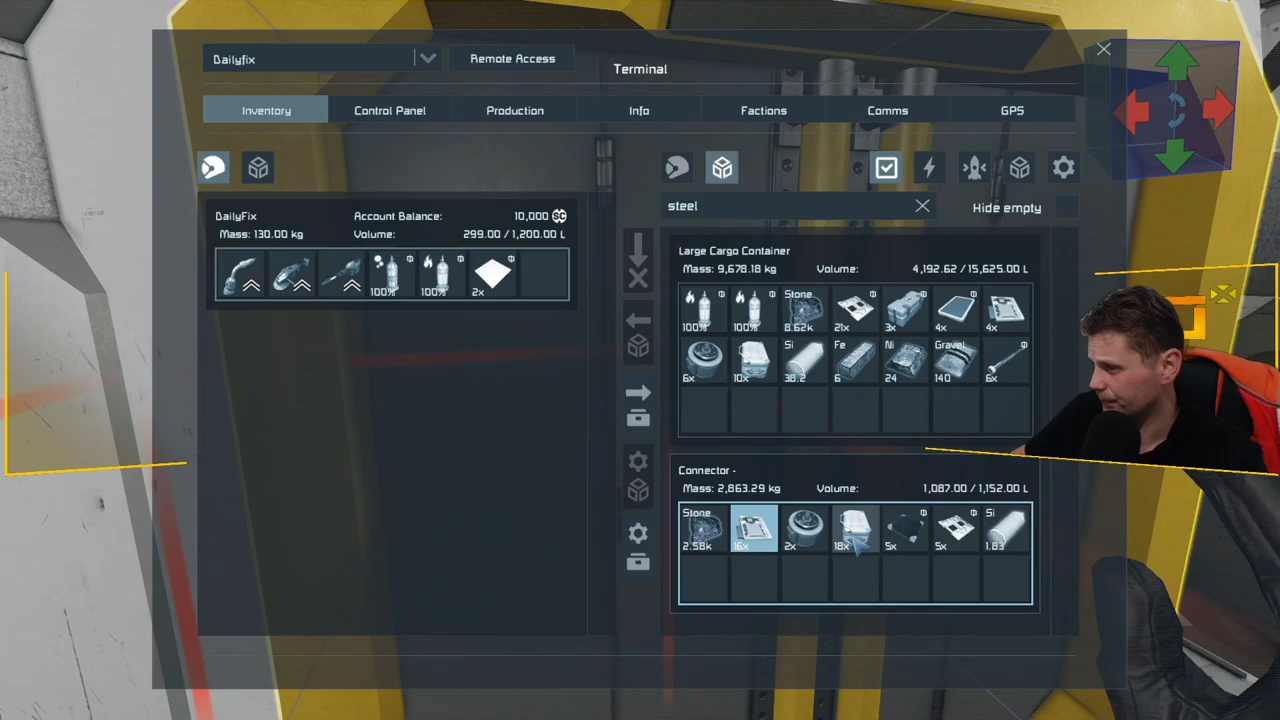 Dailyfix
Remote Access
Terminal
Inventory
Control Panel
Production
Info
Factions
Comms
GPS
DailyFix
Account Balance:
10,000
Mass: 130.00 kg
Volume:
299.00 / 1,200.00 L
100%
100%
2x
steel
Hide empty
Large Cargo Container
Mass: 9,678.18 kg
Volume:
4,192.62 / 15,625.00 L
100%
100%
Stone
8.62k
21x
3x
4x
4x
6x
10x
Si
38.2
Fe
6
Ni
24
Gravel
140
6x
Connector -
Mass: 2,863.29 kg
Volume:
1,087.00 / 1,152.00 L
Stone
2.58k
16x
2x
18x
5x
5x
Si
1.83